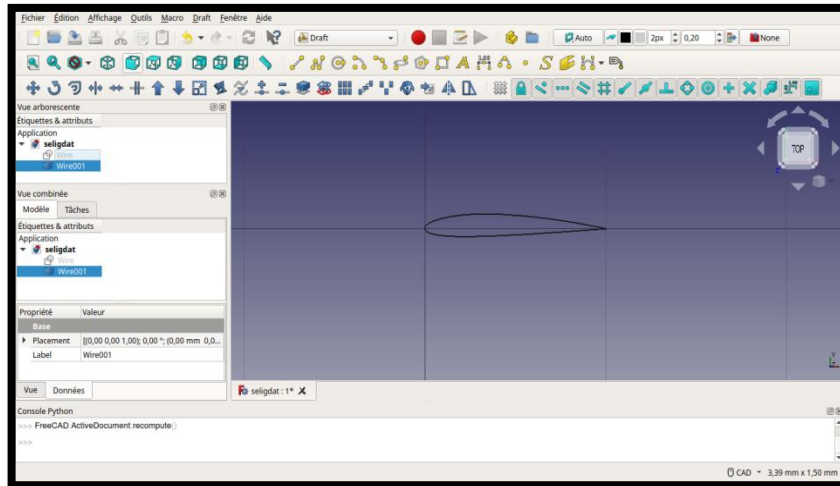 Fichier Édition Affichage Outils Macro Draft Fenêtre Aide
Draft Auto 2px 0,20 None
Vue arborescente
Étiquettes & attributs
Application
seligdat
Wire
Wire001
Vue combinée
Modèle Tâches
Étiquettes & attributs
Application
seligdat
Wire
Wire001
Propriété Valeur
Base
Placement [(0,00 0,00 1,00); 0,00 °; (0,00 mm 0,0...
Label Wire001
Vue Données
seligdat : 1*
TOP
Console Python
>>> FreeCAD ActiveDocument recompute()
>>>
CAD 3,39 mm x 1,50 mm